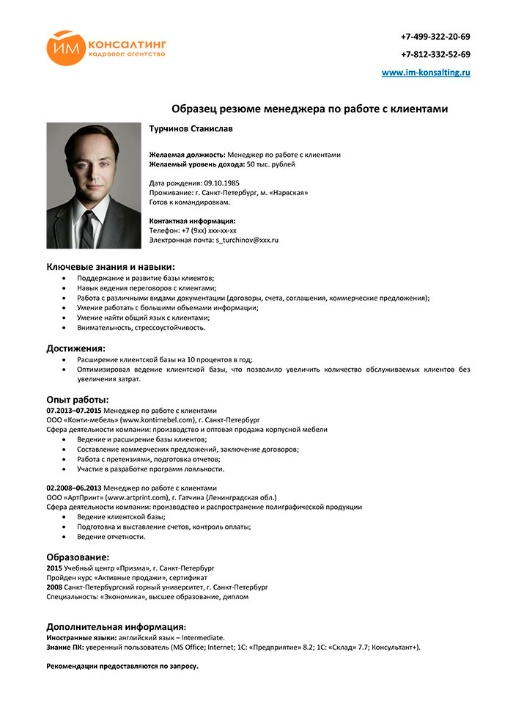 ИМ КОНСАЛТИНГ
кадровое агентство
+7-499-322-20-69
+7-812-332-52-69
www.im-konsalting.ru
Образец резюме менеджера по работе с клиентами
Турчинов Станислав
Желаемая должность: Менеджер по работе с клиентами
Желаемый уровень дохода: 50 тыс. рублей
Дата рождения: 09.10.1985
Проживание: г. Санкт-Петербург, м. «Нарвская»
Готов к командировкам.
Контактная информация:
Телефон: +7 (9хх) ххх-хх-хх
Электронная почта: s_turchinov@xxx.ru
Ключевые знания и навыки:
• Поддержание и развитие базы клиентов;
• Навык ведения переговоров с клиентами;
• Работа с различными видами документации (договоры, счета, соглашения, коммерческие предложения);
• Умение работать с большими объемами информации;
• Умение найти общий язык с клиентами;
• Внимательность, стрессоустойчивость.
Достижения:
• Расширение клиентской базы на 10 процентов в год;
• Оптимизировал ведение клиентской базы, что позволило увеличить количество обслуживаемых клиентов без
увеличения затрат.
Опыт работы:
07.2013–07.2015 Менеджер по работе с клиентами
ООО «Конти-мебель» (www.kontimebel.com), г. Санкт-Петербург
Сфера деятельности компании: производство и оптовая продажа корпусной мебели
• Ведение и расширение базы клиентов;
• Составление коммерческих предложений, заключение договоров;
• Работа с претензиями, подготовка отчетов;
• Участие в разработке программ лояльности.
02.2008–06.2013 Менеджер по работе с клиентами
ООО «АртПринт» (www.artprint.com), г. Гатчина (Ленинградская обл.)
Сфера деятельности компании: производство и распространение полиграфической продукции
• Ведение клиентской базы;
• Подготовка и выставление счетов, контроль оплаты;
• Ведение отчетности.
Образование:
2015 Учебный центр «Призма», г. Санкт-Петербург
Пройден курс «Активные продажи», сертификат
2008 Санкт-Петербургский горный университет, г. Санкт-Петербург
Специальность: «Экономика», высшее образование, диплом
Дополнительная информация:
Иностранные языки: английский язык – Intermediate.
Знание ПК: уверенный пользователь (MS Office; Internet; 1С: «Предприятие» 8.2; 1С: «Склад» 7.7; Консультант+).
Рекомендации предоставляются по запросу.